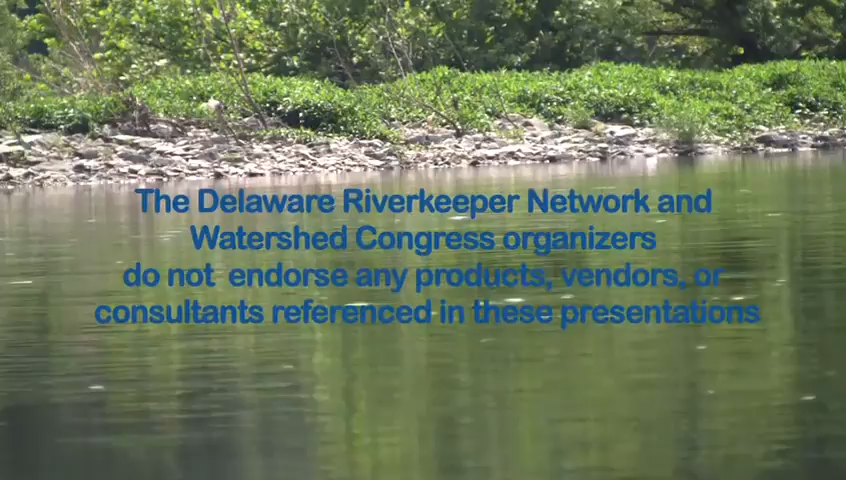 The Delaware Riverkeeper Network and
Watershed Congress organizers
do not  endorse any products, vendors, or
consultants referenced in these presentations